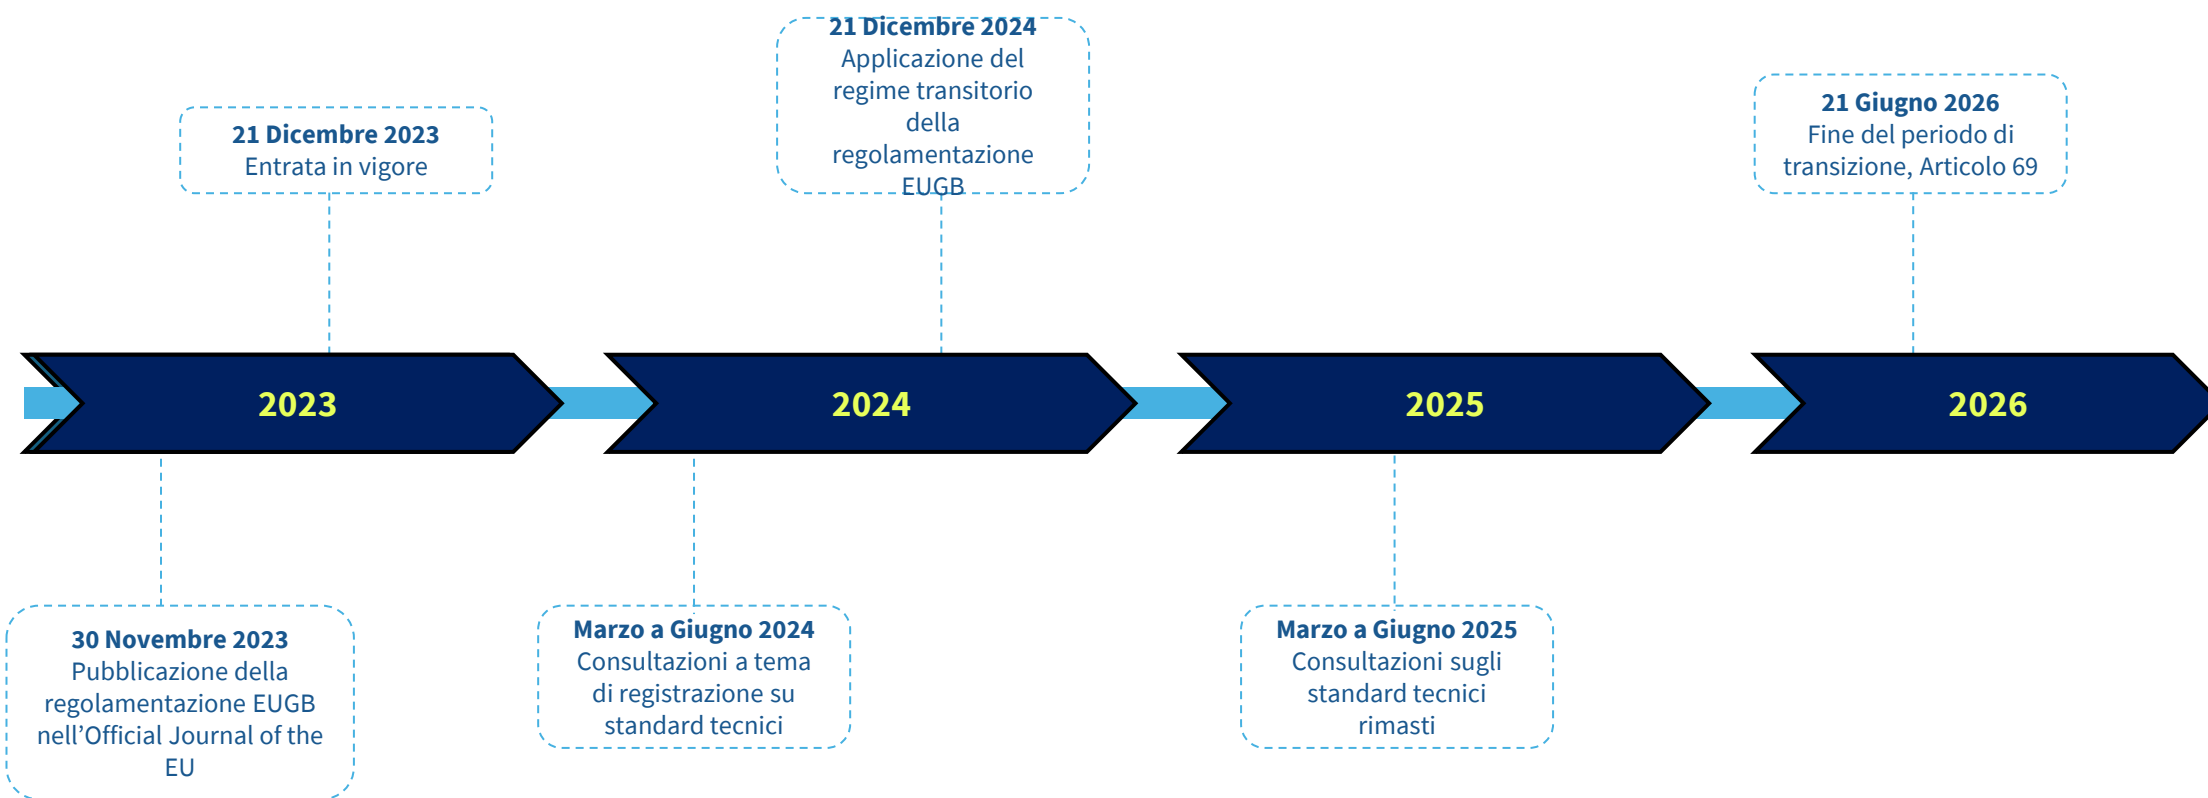 21 Dicembre 2024
Applicazione del
regime transitorio
della
regolamentazione
EUGB
21 Dicembre 2023
Entrata in vigore
21 Giugno 2026
Fine del periodo di
transizione, Articolo 69
2023
2024
2025
2026
30 Novembre 2023
Pubblicazione della
regolamentazione EUGB
nell’Official Journal of the
EU
Marzo a Giugno 2024
Consultazioni a tema
di registrazione su
standard tecnici
Marzo a Giugno 2025
Consultazioni sugli
standard tecnici
rimasti